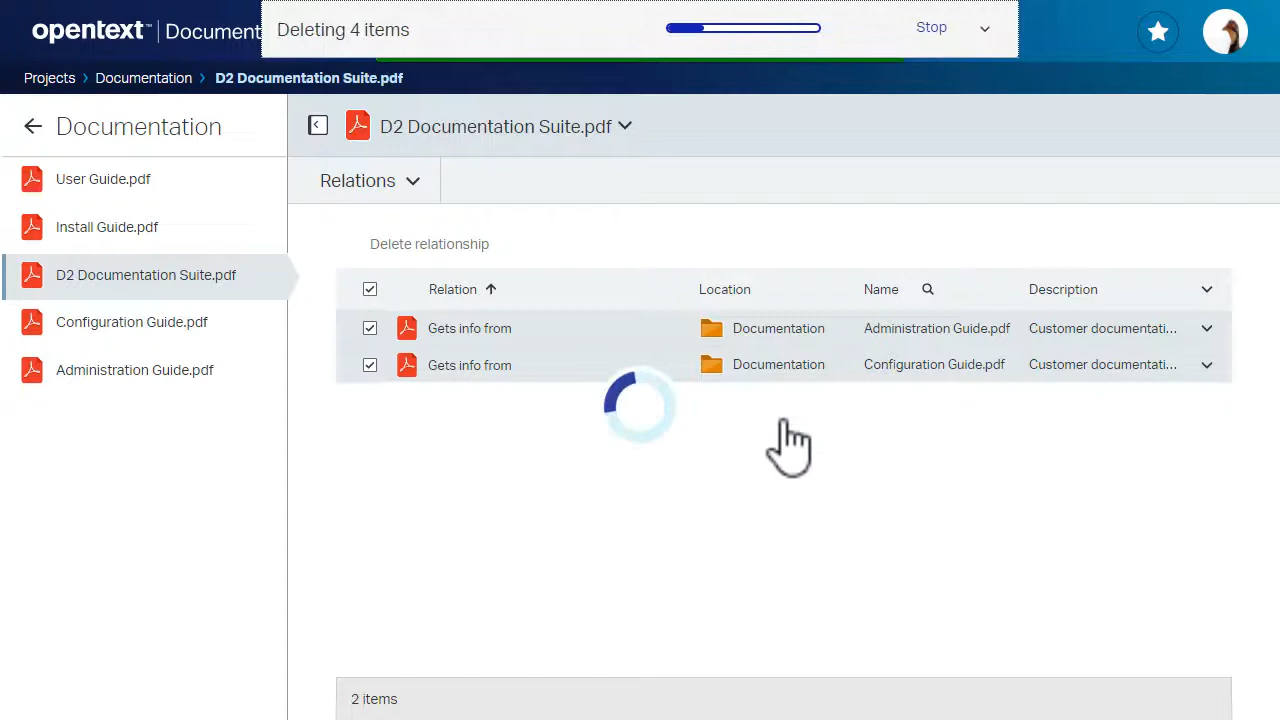 opentext™ | Document
Deleting 4 items
Stop
Projects > Documentation > D2 Documentation Suite.pdf
Documentation
User Guide.pdf
Install Guide.pdf
D2 Documentation Suite.pdf
Configuration Guide.pdf
Administration Guide.pdf
D2 Documentation Suite.pdf
Relations
Delete relationship
Relation Location Name Description
Gets info from Documentation Administration Guide.pdf Customer documentati...
Gets info from Documentation Configuration Guide.pdf Customer documentati...
2 items